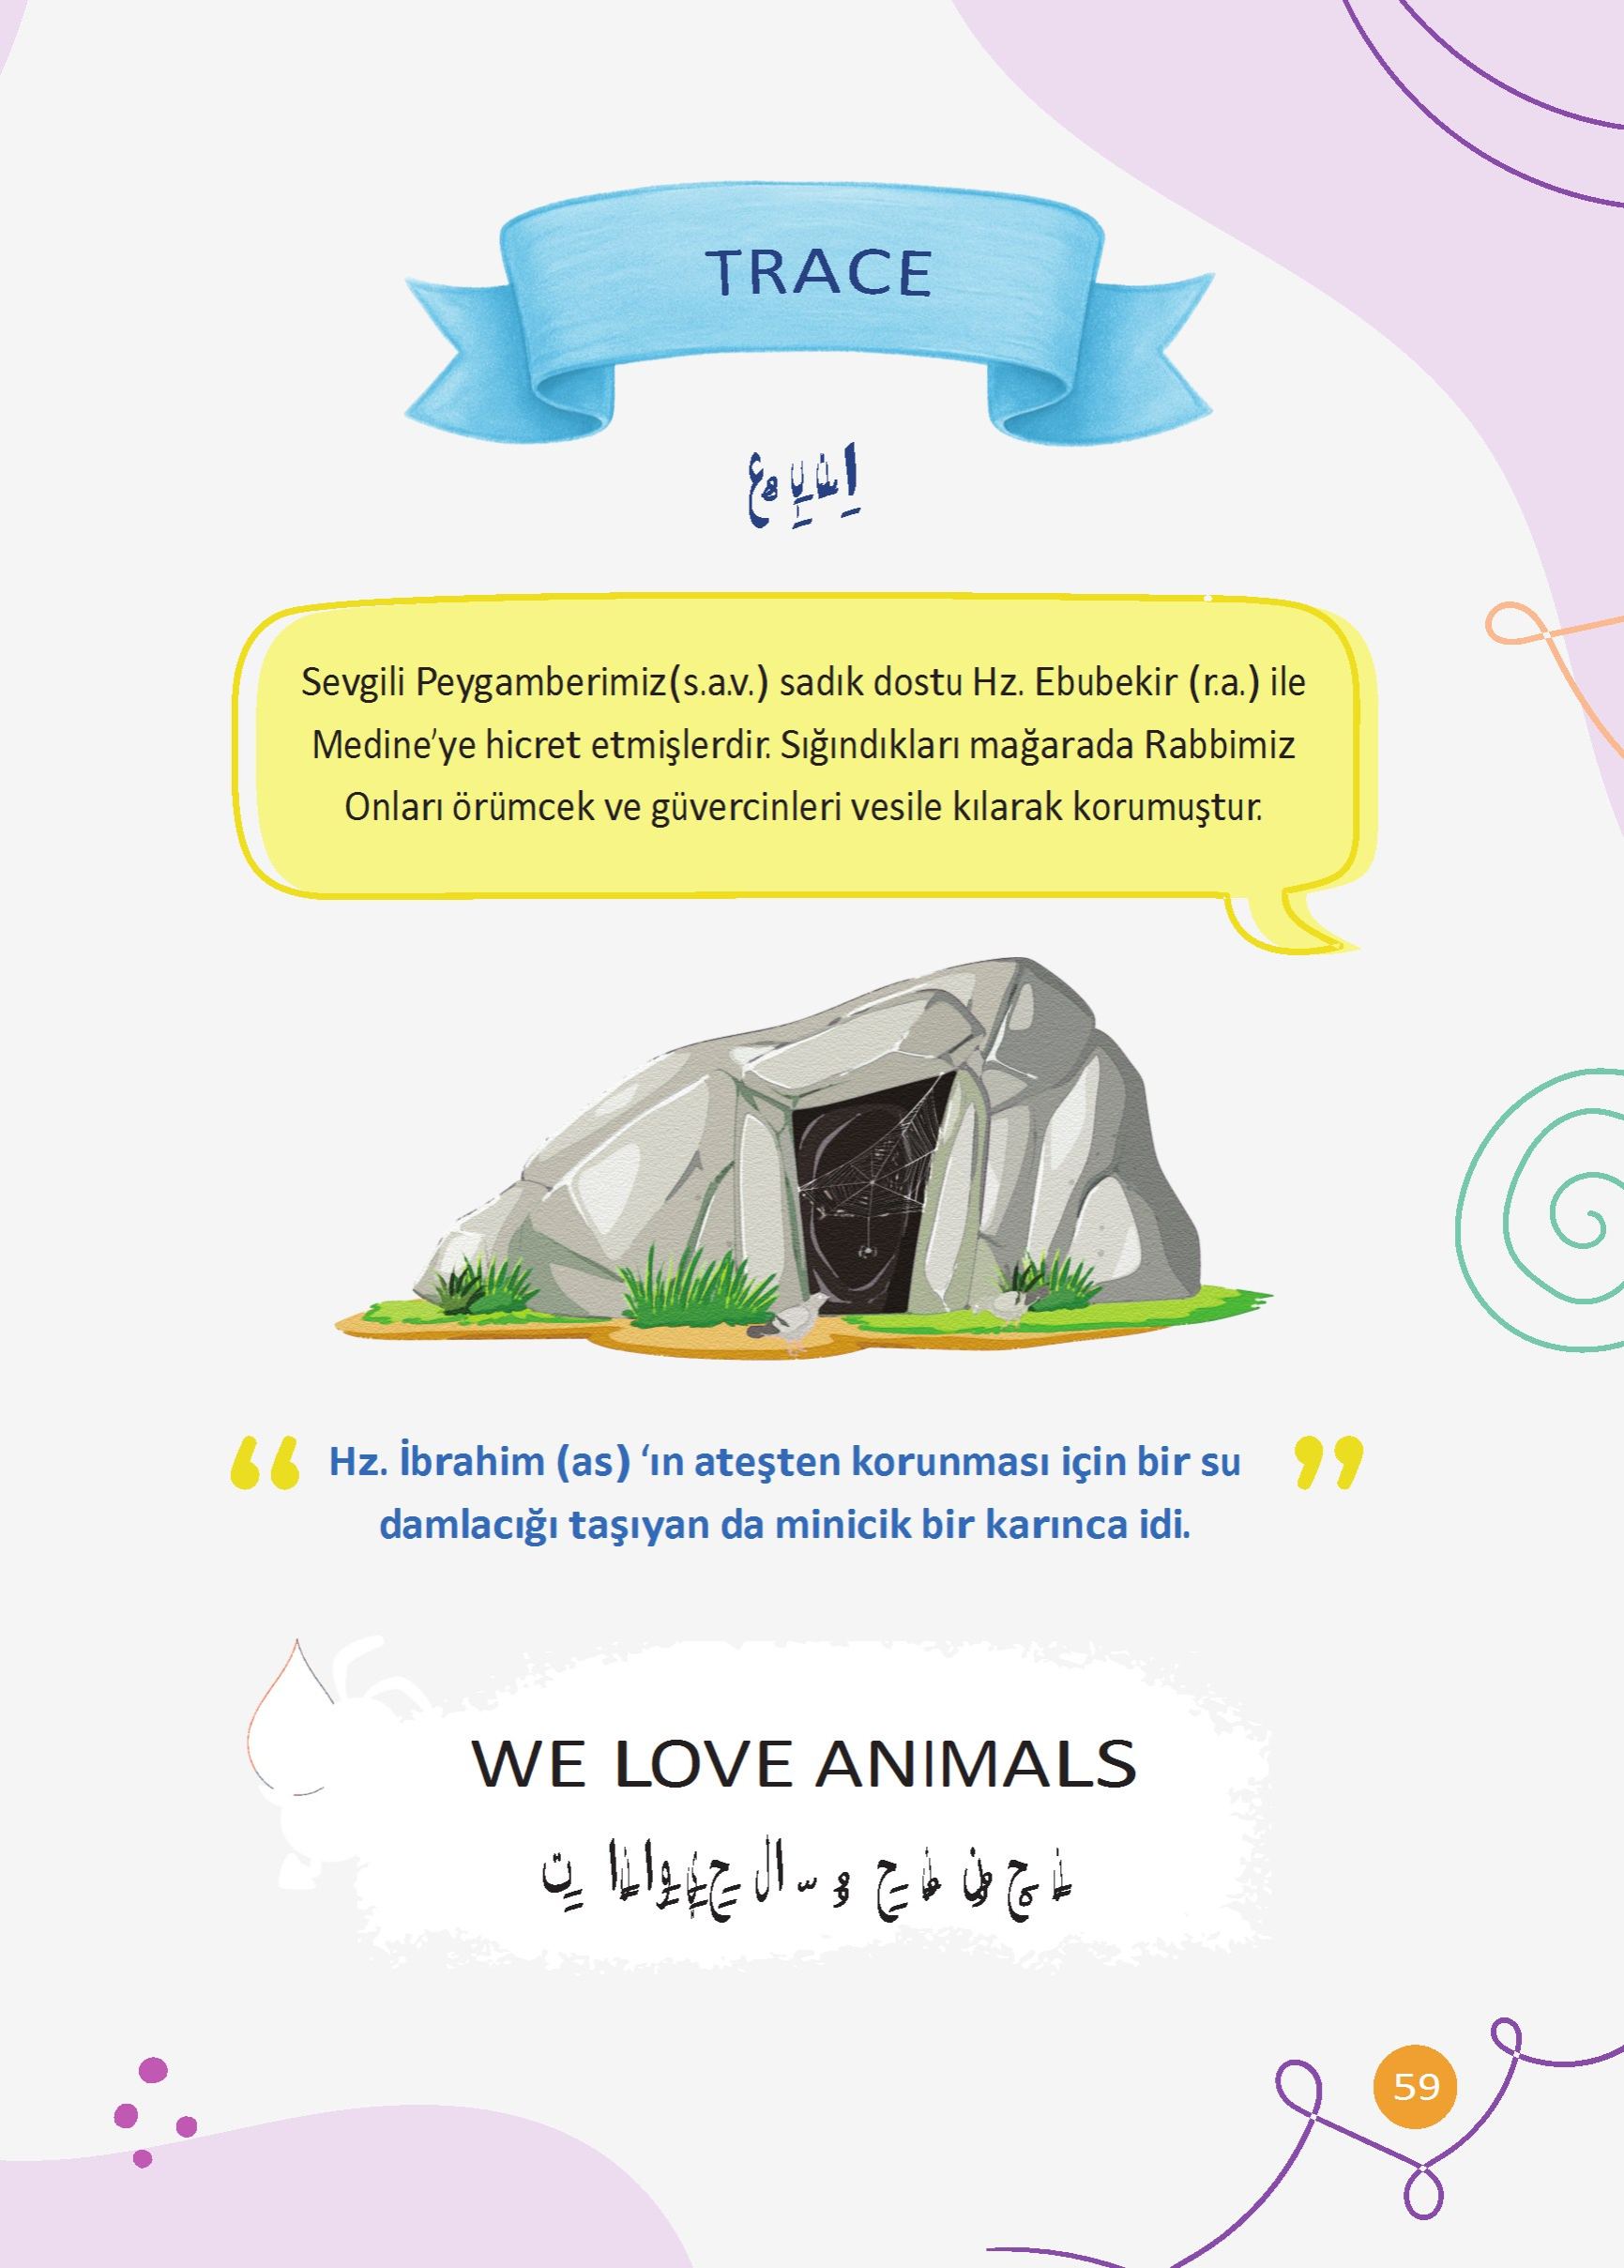 TRACE
Sevgili Peygamberimiz(s.a.v.) sadık dostu Hz. Ebubekir (r.a.) ile
Medine’ye hicret etmişlerdir. Sığındıkları mağarada Rabbimiz
Onları örümcek ve güvercinleri vesile kılarak korumuştur.
“ Hz. İbrahim (as) ‘ın ateşten korunması için bir su ”
damlacığı taşıyan da minicik bir karınca idi.
WE LOVE ANIMALS
59